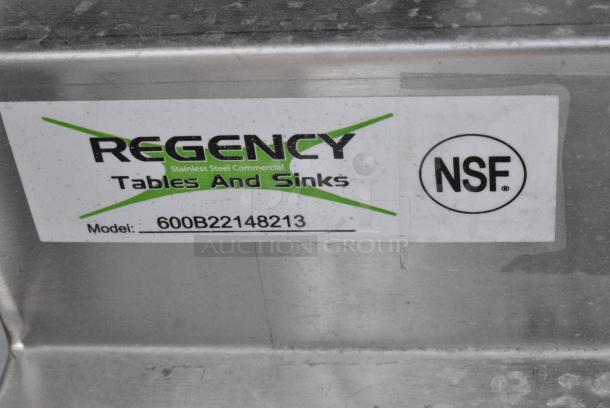 REGENCY
Stainless Steel Commercial
Tables And Sinks
Model: 600B22148213
NSF®
AUCTION GROUP